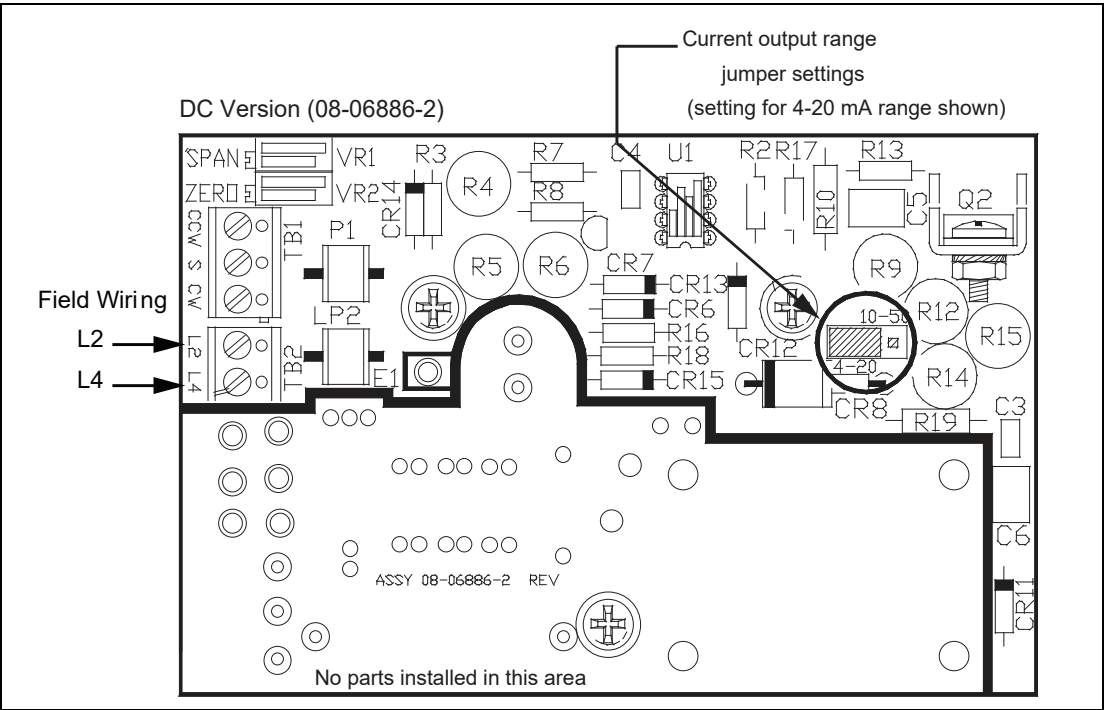 Current output range
jumper settings
(setting for 4-20 mA range shown)
DC Version (08-06886-2)
SPAN
VR1
ZERO
VR2
CCW S CW
TB1
P1
LP2
L2 L4
TB2
E1
Field Wiring
L2
L4
R3
CR14
R4
R7
R8
C4
U1
R2
R17
R10
R13
C5
Q2
R5
R6
CR7
CR13
CR6
R16
R18
CR15
CR12
CR8
R9
R12
R15
R14
10-50
4-20
R19
C3
C6
CR11
ASSY 08-06886-2 REV
No parts installed in this area